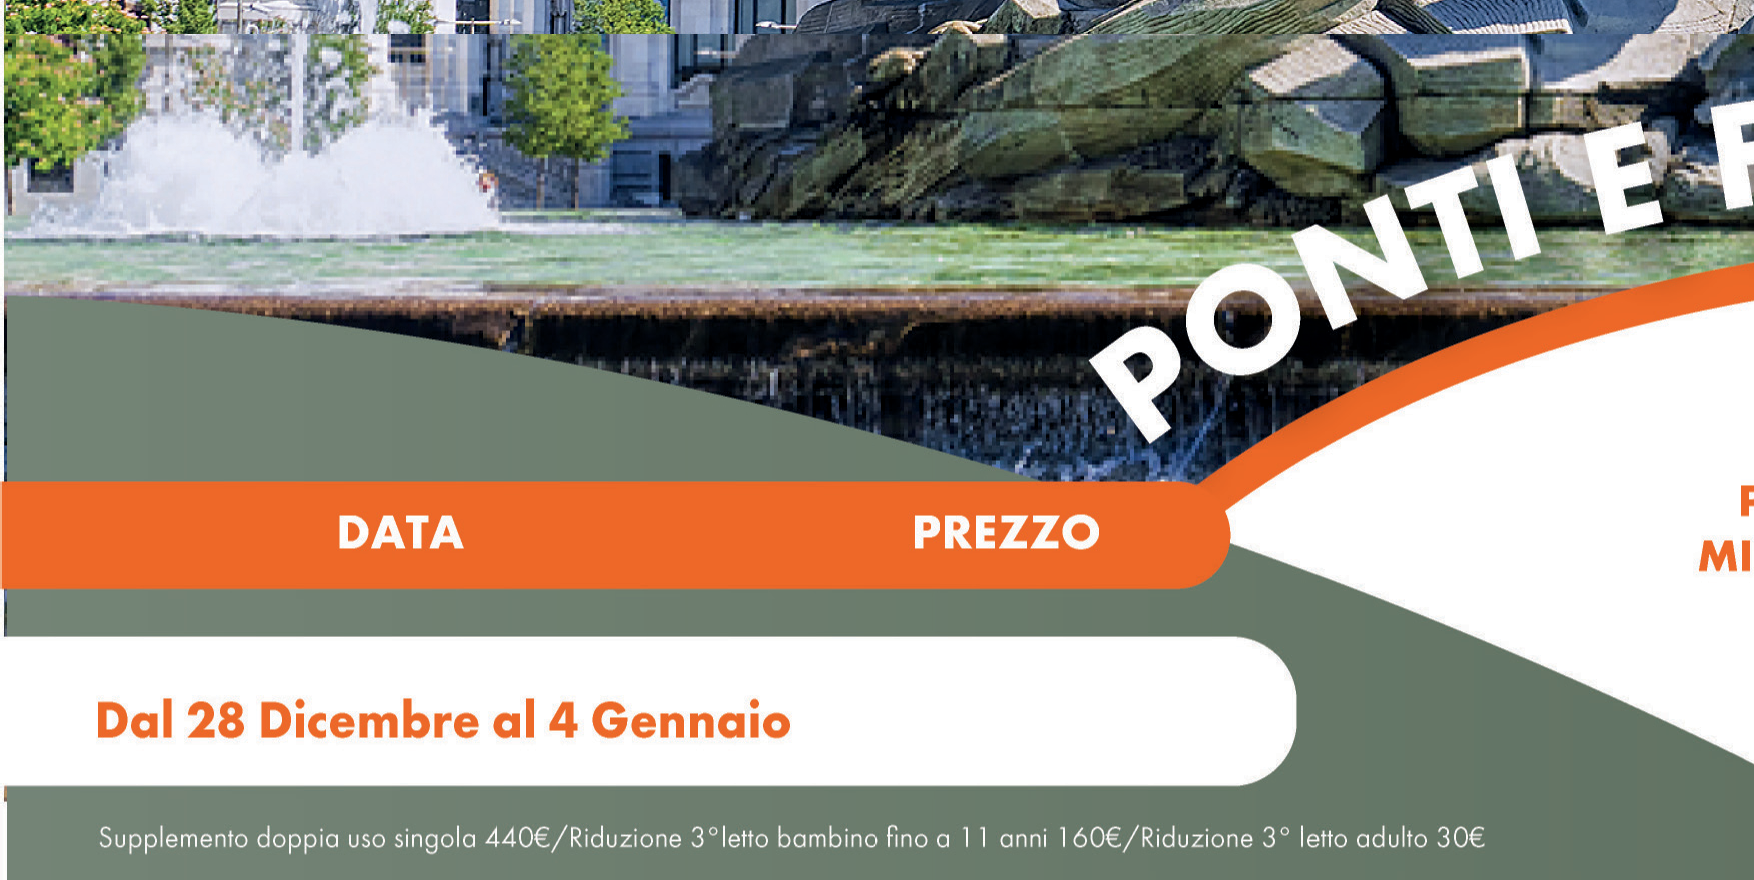 PONTI E
DATA PREZZO
MI
Dal 28 Dicembre al 4 Gennaio
Supplemento doppia uso singola 440€/Riduzione 3°letto bambino fino a 11 anni 160€/Riduzione 3° letto adulto 30€